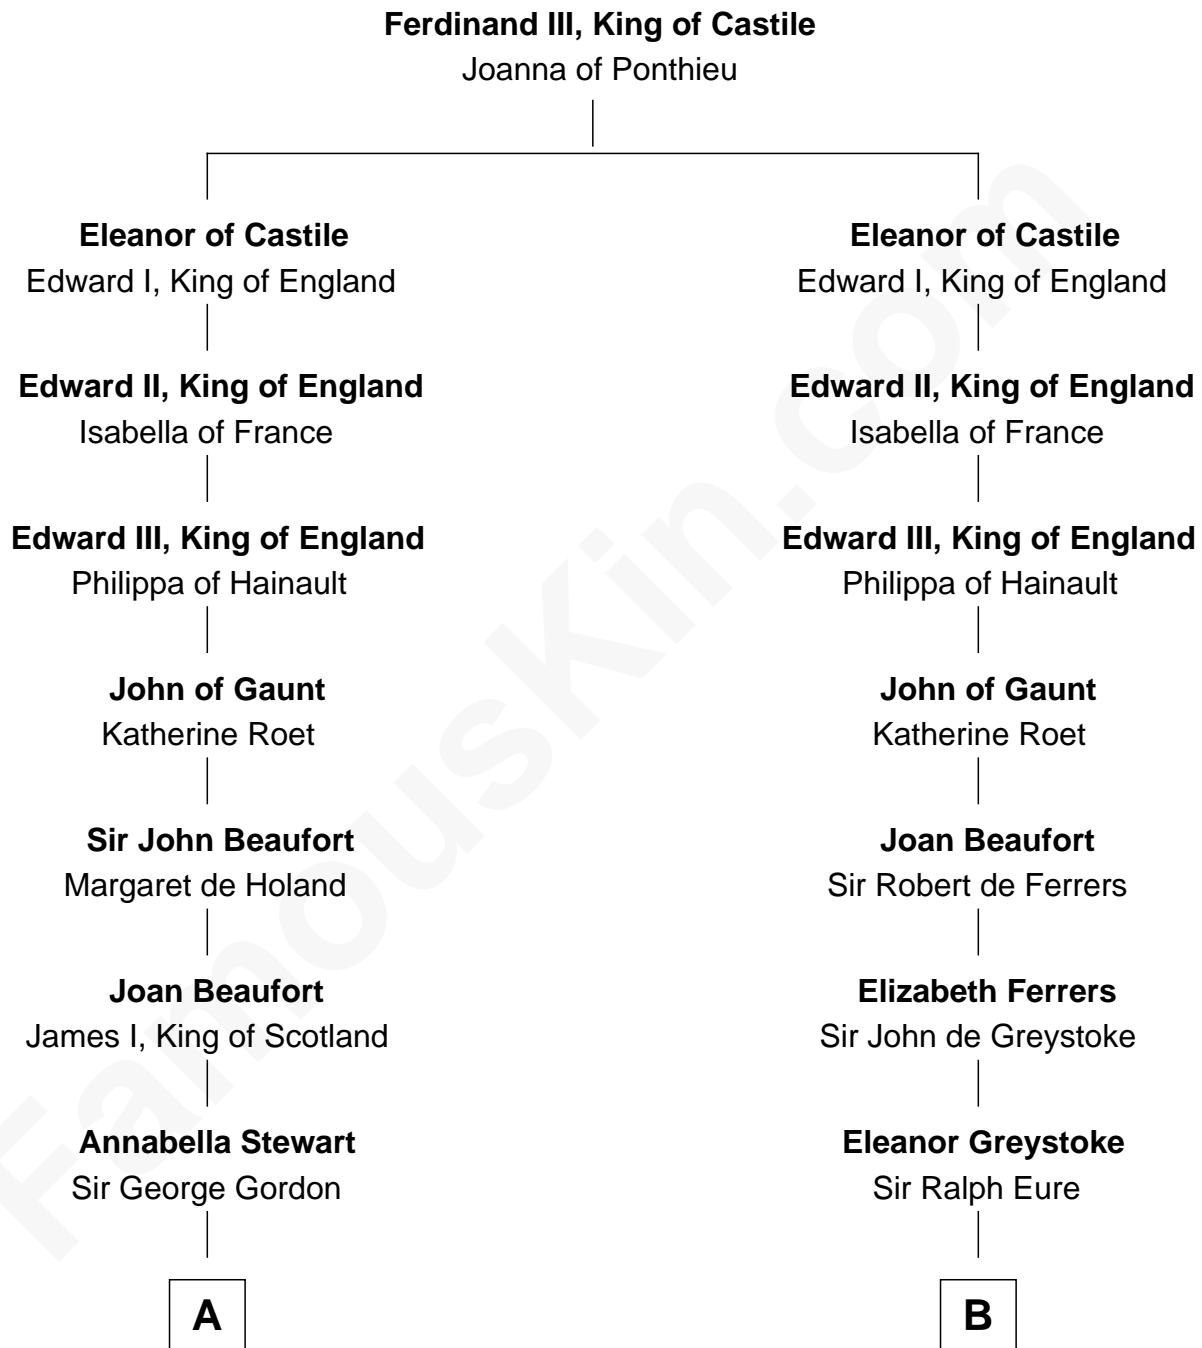 Ferdinand III, King of Castile
Joanna of Ponthieu
Eleanor of Castile
Edward I, King of England
Edward II, King of England
Isabella of France
Edward III, King of England
Philippa of Hainault
John of Gaunt
Katherine Roet
Sir John Beaufort
Margaret de Holand
Joan Beaufort
James I, King of Scotland
Annabella Stewart
Sir George Gordon
A
Eleanor of Castile
Edward I, King of England
Edward II, King of England
Isabella of France
Edward III, King of England
Philippa of Hainault
John of Gaunt
Katherine Roet
Joan Beaufort
Sir Robert de Ferrers
Elizabeth Ferrers
Sir John de Greystoke
Eleanor Greystoke
Sir Ralph Eure
B
FamousKin.com